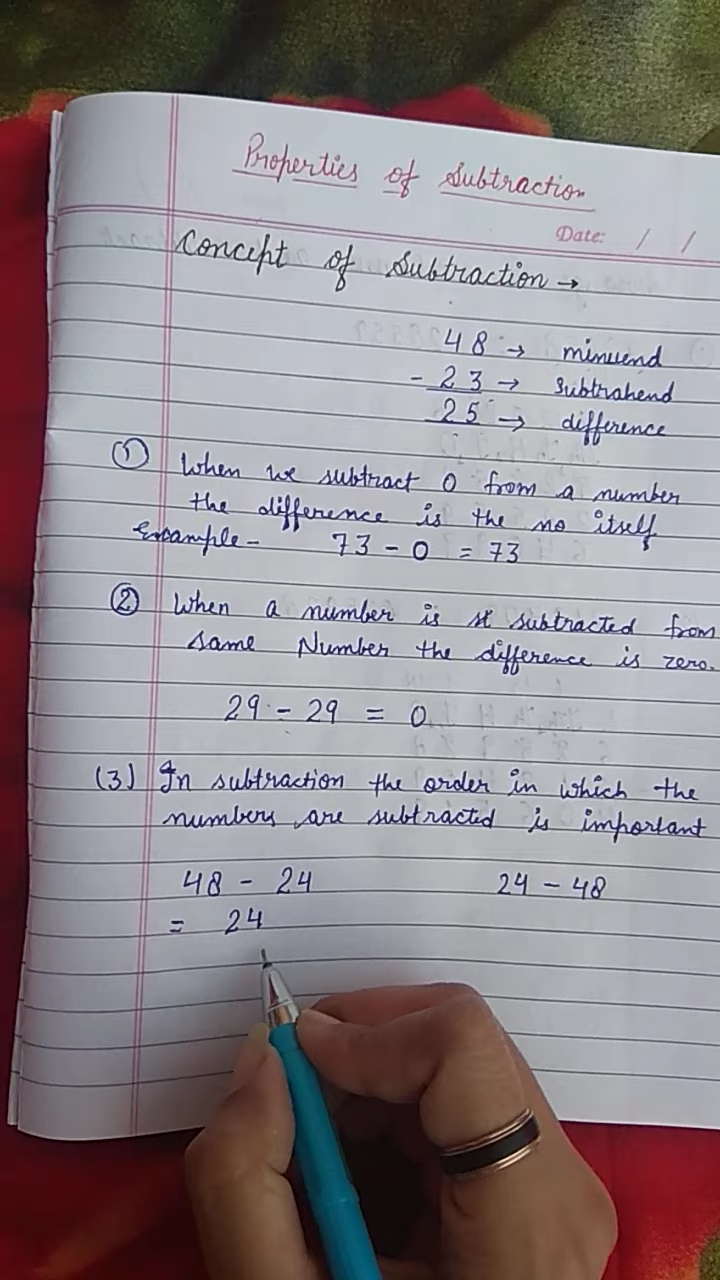 Properties of Subtraction
Date: / /
Concept of Subtraction →
48 → minuend
- 23 → subtrahend
25 → difference
① When we subtract 0 from a number
the difference is the no itself
Example - 73 - 0 = 73
② When a number is st subtracted from
same Number the difference is zero.
29 - 29 = 0
(3) In subtraction the order in which the
numbers are subtracted is important
48 - 24 24 - 48
= 24